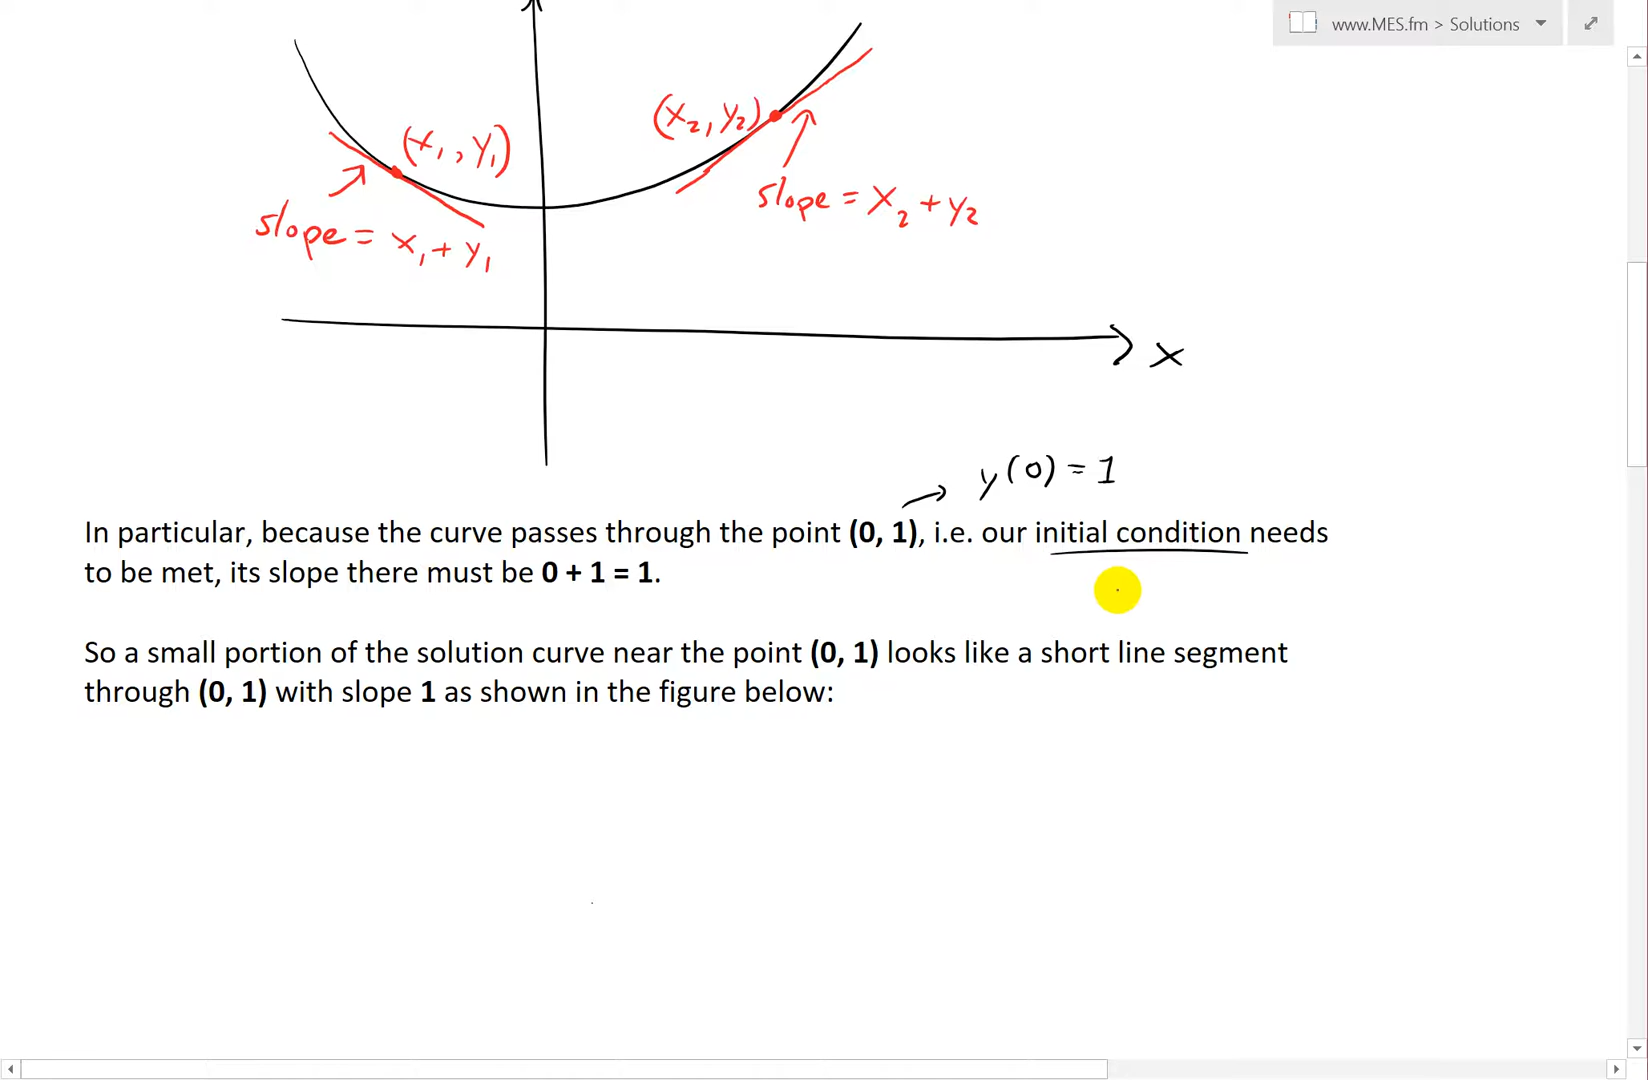 www.MES.fm > Solutions
(x₂, y₂)
(x₁, y₁)
slope = x₂ + y₂
slope = x₁ + y₁
x
y(0) = 1
In particular, because the curve passes through the point (0, 1), i.e. our initial condition needs
to be met, its slope there must be 0 + 1 = 1.
So a small portion of the solution curve near the point (0, 1) looks like a short line segment
through (0, 1) with slope 1 as shown in the figure below: